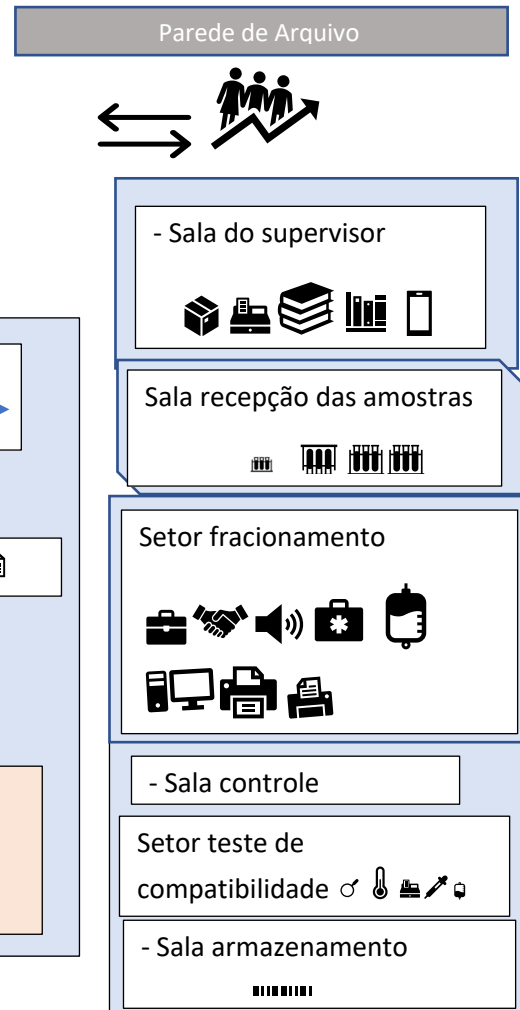 Parede de Arquivo
- Sala do supervisor
Sala recepção das amostras
Setor fracionamento
- Sala controle
Setor teste de
compatibilidade
- Sala armazenamento